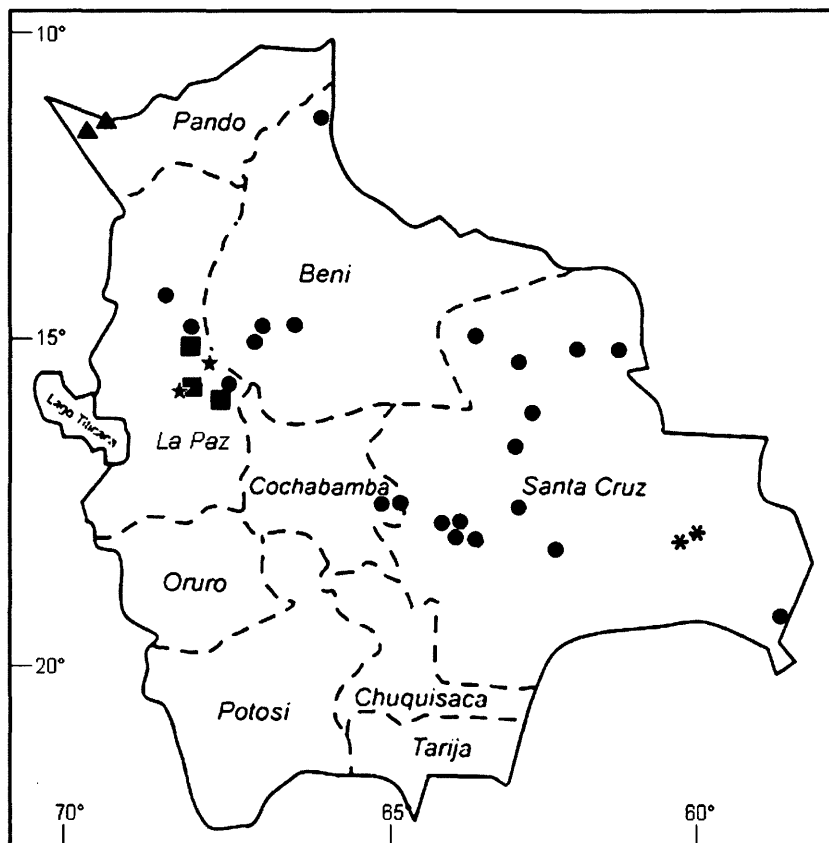 10°
Pando
Beni
15°
Lago Titicaca
La Paz
Cochabamba
Santa Cruz
Oruro
20°
Potosi
Chuquisaca
Tarija
70°
65°
60°